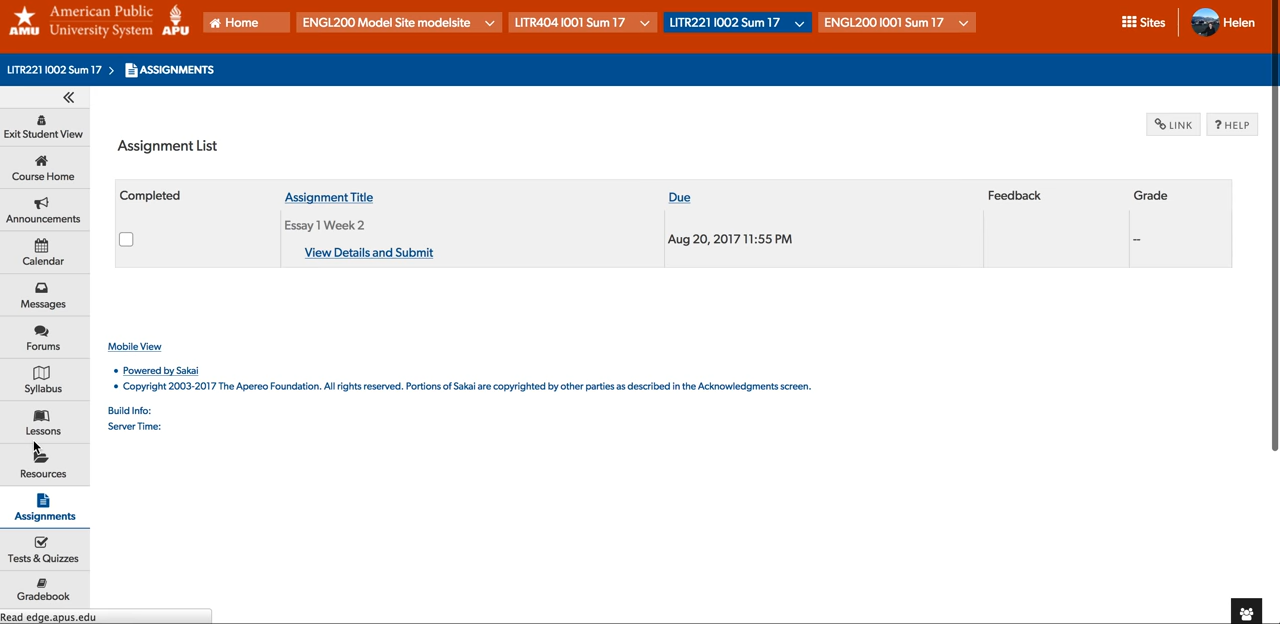 AMU
American Public
University System
APU
Home
ENGL200 Model Site modelsite
LITR404 I001 Sum 17
LITR221 I002 Sum 17
ENGL200 I001 Sum 17
Sites
Helen
LITR221 I002 Sum 17 > ASSIGNMENTS
Exit Student View
Course Home
Announcements
Calendar
Messages
Forums
Syllabus
Lessons
Resources
Assignments
Tests & Quizzes
Gradebook
LINK
? HELP
Assignment List
Completed Assignment Title Due Feedback Grade
Essay 1 Week 2
View Details and Submit
Aug 20, 2017 11:55 PM
--
Mobile View
• Powered by Sakai
• Copyright 2003-2017 The Apereo Foundation. All rights reserved. Portions of Sakai are copyrighted by other parties as described in the Acknowledgments screen.
Build Info:
Server Time:
Read edge.apus.edu